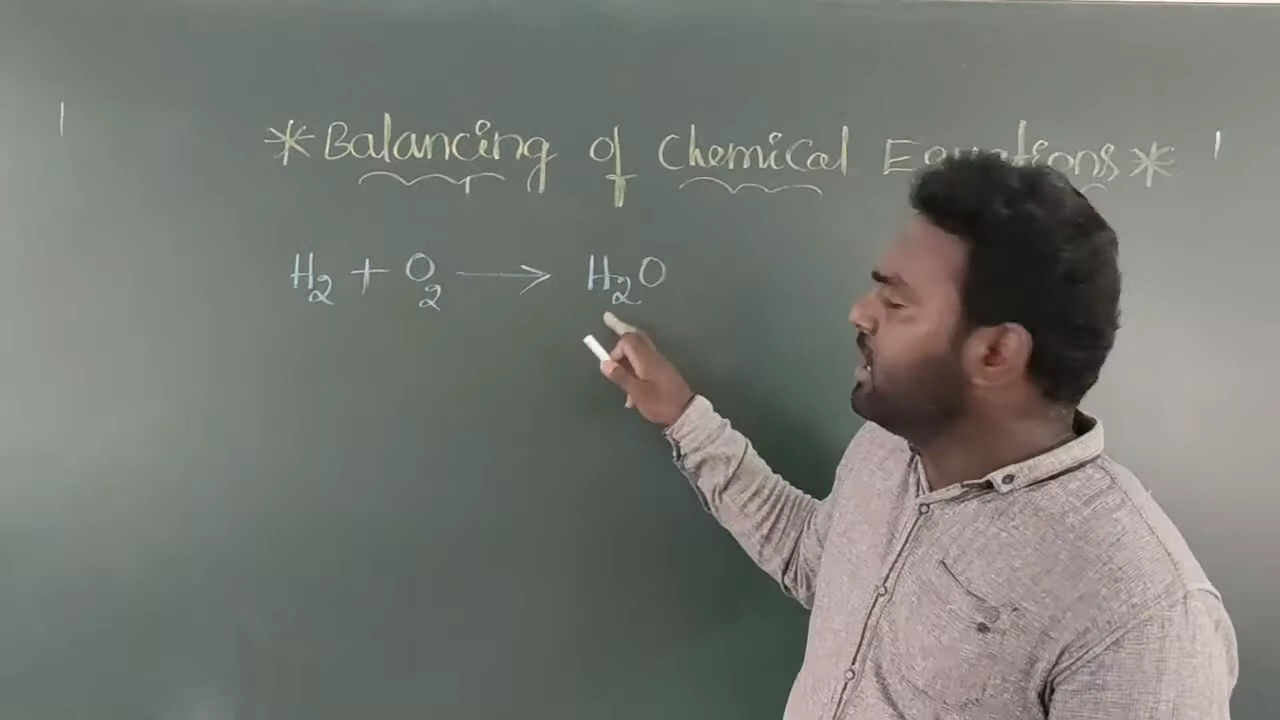 *Balancing of Chemical Equations*
H₂ + O₂ ⟶ H₂O